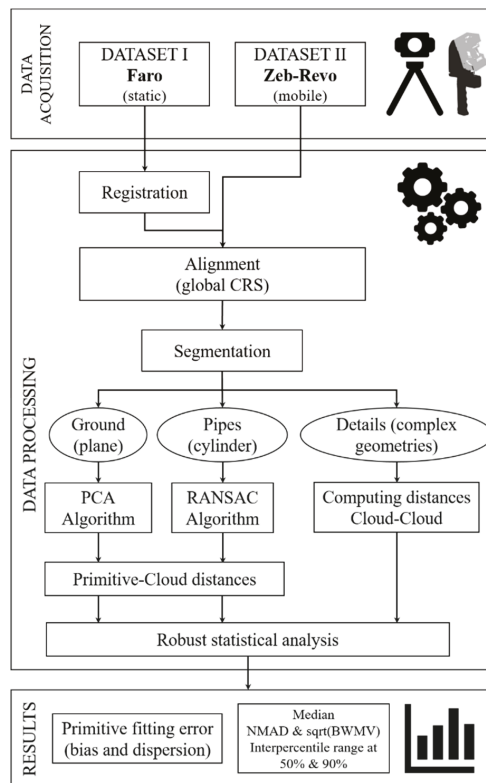 DATA
ACQUISITION
DATASET I
Faro
(static)
DATASET II
Zeb-Revo
(mobile)
DATA PROCESSING
Registration
Alignment
(global CRS)
Segmentation
Ground
(plane)
Pipes
(cylinder)
Details (complex
geometries)
PCA
Algorithm
RANSAC
Algorithm
Computing distances
Cloud-Cloud
Primitive-Cloud distances
Robust statistical analysis
RESULTS
Primitive fitting error
(bias and dispersion)
Median
NMAD & sqrt(BWMV)
Interpercentile range at
50% & 90%